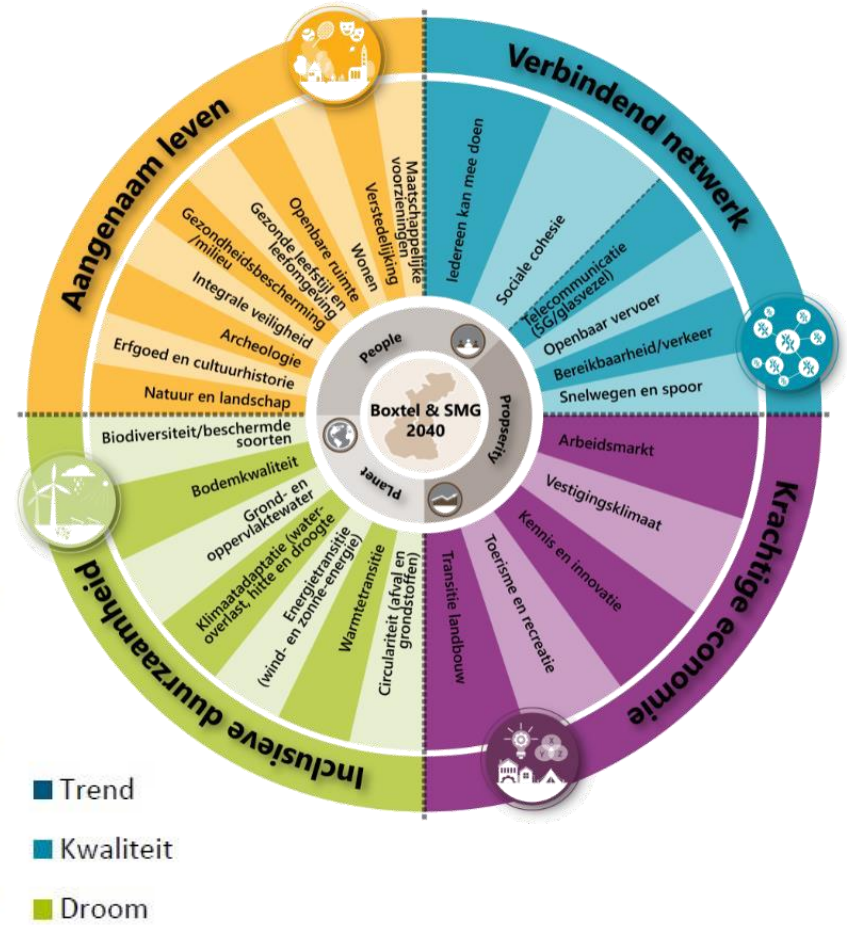 Aangenaam leven
Maatschappelijke
voorzieningen
Verstedelijking
Wonen
Openbare ruimte
Gezonde leefstijl en
leefomgeving
Gezondheidsbescherming
/milieu
Integrale veiligheid
Archeologie
Erfgoed en cultuurhistorie
Natuur en landschap
Verbindend netwerk
Iedereen kan mee doen
Sociale cohesie
Telecommunicatie
(5G/glasvezel)
Openbaar vervoer
Bereikbaarheid/verkeer
Snelwegen en spoor
People
Propserity
Planet
Boxtel & SMG
2040
Krachtige economie
Arbeidsmarkt
Vestigingsklimaat
Kennis en innovatie
Toerisme en recreatie
Transitie landbouw
X
Y
Z
Inclusieve duurzaamheid
Biodiversiteit/beschermde
soorten
Bodemkwaliteit
Grond- en
oppervlaktewater
Klimaatadaptatie (water-
overlast, hitte en droogte
Energietransitie
(wind- en zonne-energie)
Warmtetransitie
Circulariteit (afval en
grondstoffen)
Trend
Kwaliteit
Droom